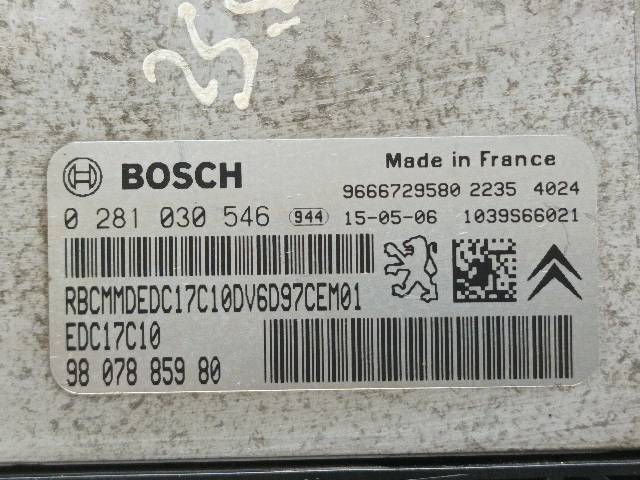 BOSCH
Made in France
9666729580 2235 4024
0 281 030 546 944 15-05-06 1039S66021
RBCMMDEDC17C10DV6D97CEM01
EDC17C10
98 078 859 80